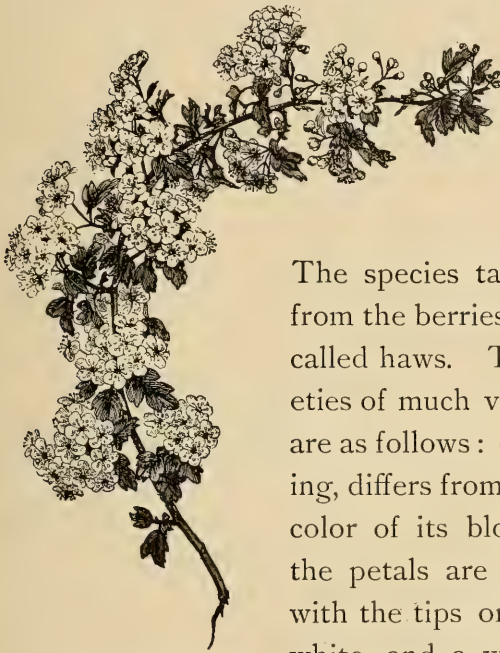 The species ta
from the berries
called haws. T
eties of much v
are as follows :
ing, differs from
color of its blo
the petals are
with the tips or
white and a w